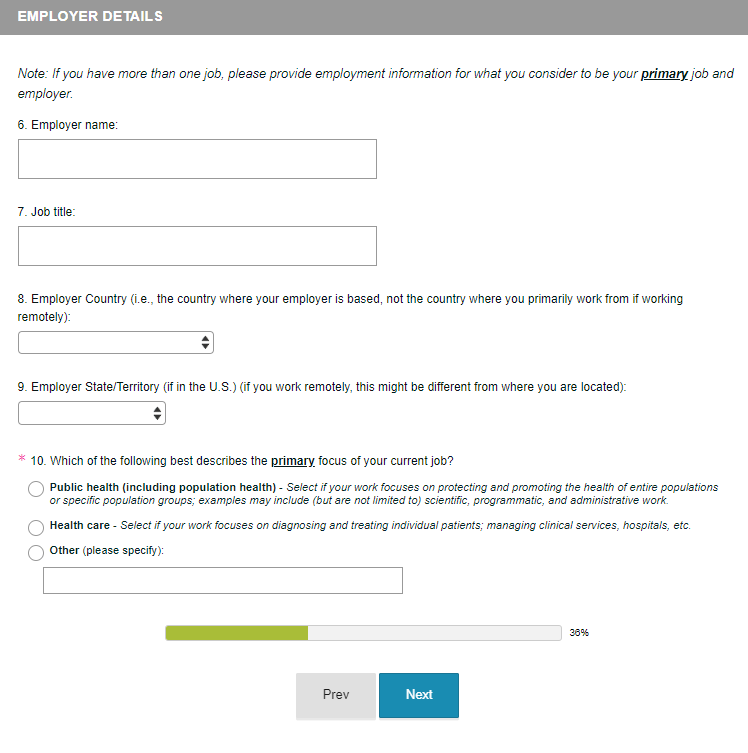 EMPLOYER DETAILS
Note: If you have more than one job, please provide employment information for what you consider to be your primary job and
employer.
6. Employer name:
7. Job title:
8. Employer Country (i.e., the country where your employer is based, not the country where you primarily work from if working
remotely):
9. Employer State/Territory (if in the U.S.) (if you work remotely, this might be different from where you are located):
* 10. Which of the following best describes the primary focus of your current job?
Public health (including population health) - Select if your work focuses on protecting and promoting the health of entire populations
or specific population groups; examples may include (but are not limited to) scientific, programmatic, and administrative work.
Health care - Select if your work focuses on diagnosing and treating individual patients; managing clinical services, hospitals, etc.
Other (please specify):
36%
Prev Next